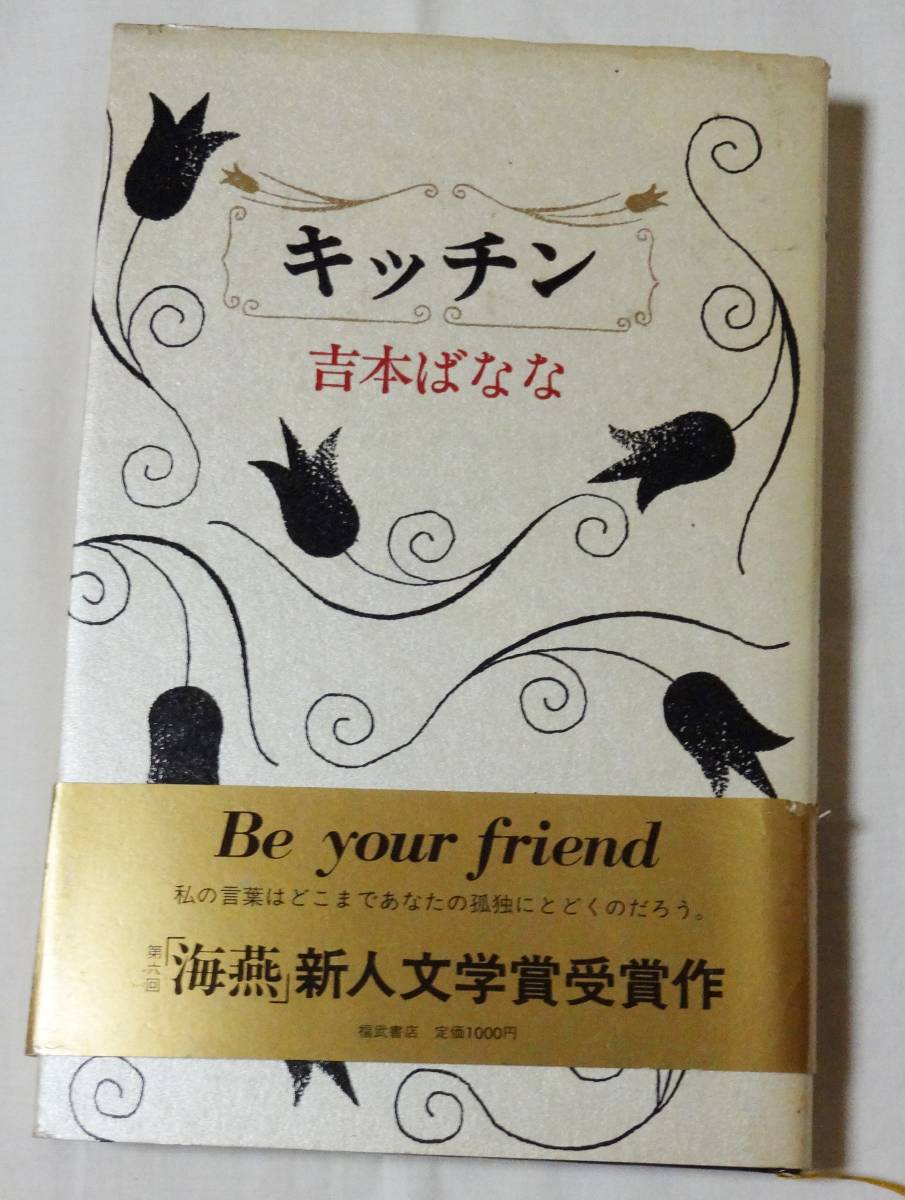 キッチン
吉本ばなな
Be your friend
私の言葉はどこまであなたの孤独にとどくのだろう。
第六回「海燕」新人文学賞受賞作
福武書店 定価1000円